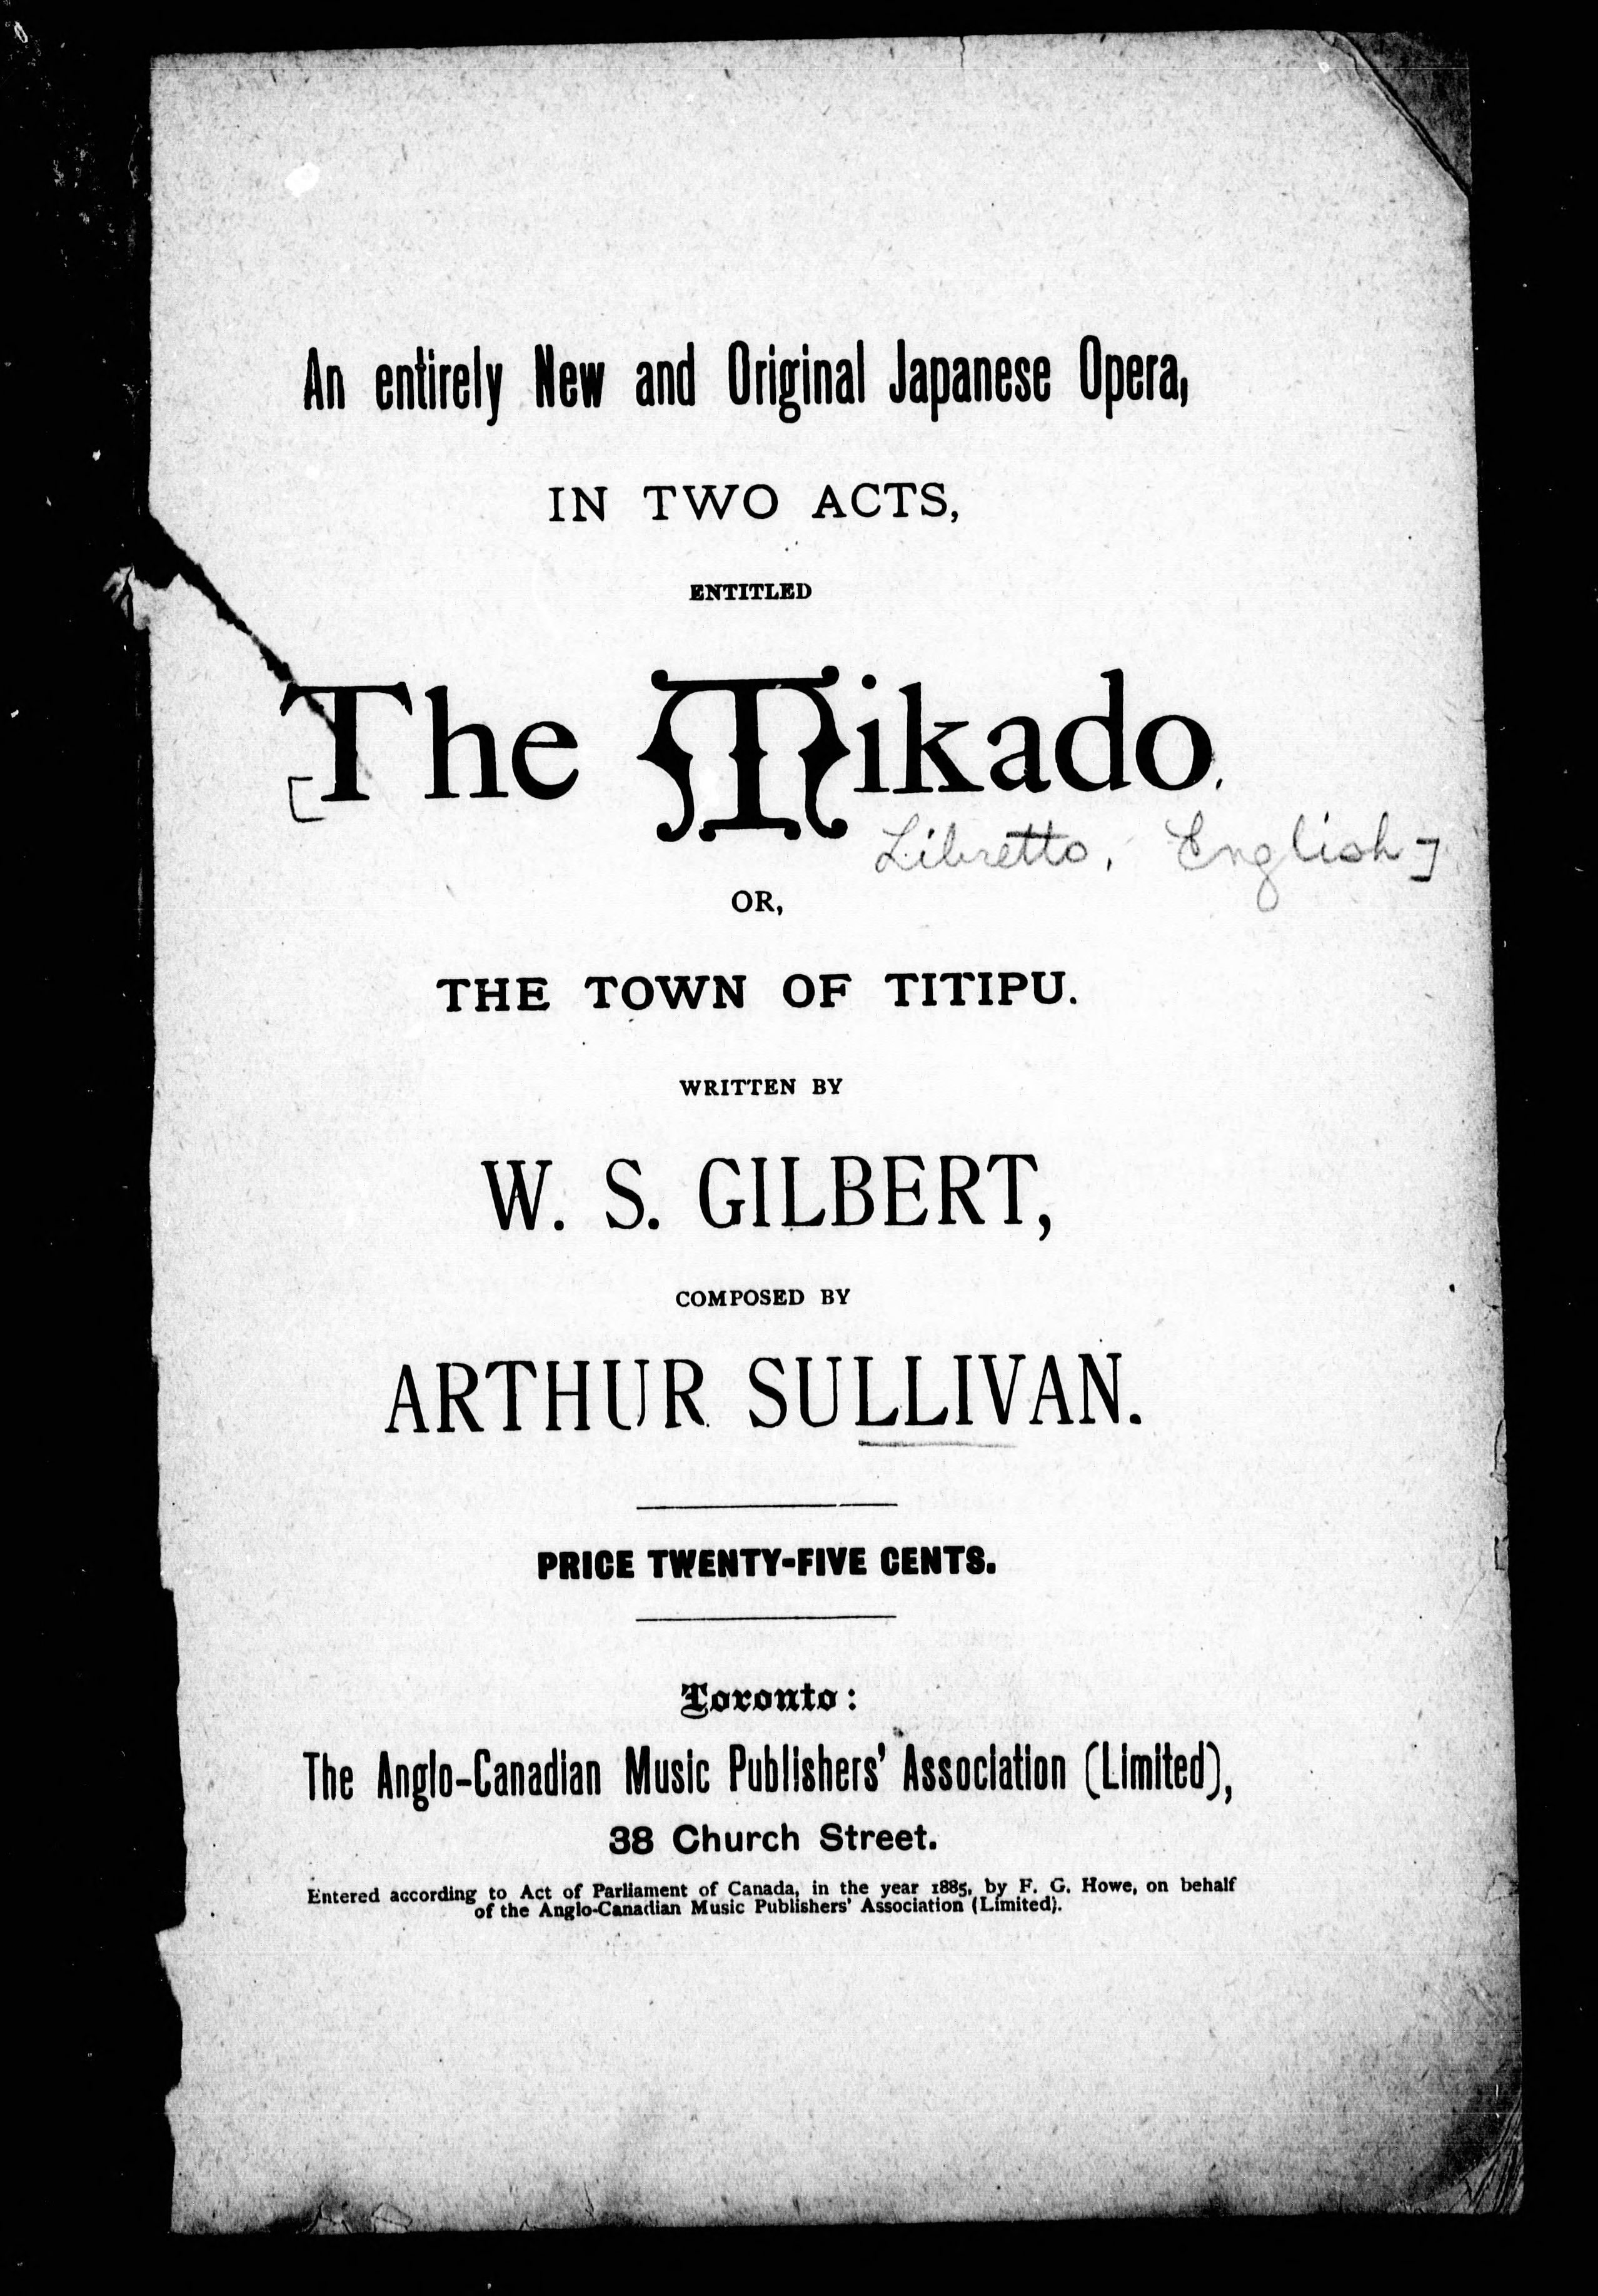 An entirely New and Original Japanese Opera,
IN TWO ACTS,
ENTITLED
[The Mikado.
Libretto, English]
OR,
THE TOWN OF TITIPU.
WRITTEN BY
W. S. GILBERT,
COMPOSED BY
ARTHUR SULLIVAN.
PRICE TWENTY-FIVE CENTS.
Toronto:
The Anglo-Canadian Music Publishers' Association (Limited),
38 Church Street.
Entered according to Act of Parliament of Canada, in the year 1885, by F. G. Howe, on behalf
of the Anglo-Canadian Music Publishers' Association (Limited).